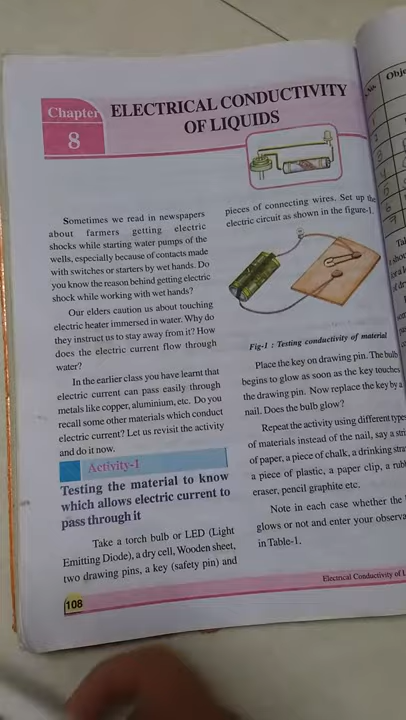 Chapter
8
ELECTRICAL CONDUCTIVITY
OF LIQUIDS
Sometimes we read in newspapers
about farmers getting electric
shocks while starting water pumps of the
wells, especially because of contacts made
with switches or starters by wet hands. Do
you know the reason behind getting electric
shock while working with wet hands?
Our elders caution us about touching
electric heater immersed in water. Why do
they instruct us to stay away from it? How
does the electric current flow through
water?
In the earlier class you have learnt that
electric current can pass easily through
metals like copper, aluminium, etc. Do you
recall some other materials which conduct
electric current? Let us revisit the activity
and do it now.
Activity-1
Testing the material to know
which allows electric current to
pass through it
Take a torch bulb or LED (Light
Emitting Diode), a dry cell, Wooden sheet,
two drawing pins, a key (safety pin) and
pieces of connecting wires. Set up the
electric circuit as shown in the figure-1.
Fig-1 : Testing conductivity of material
Place the key on drawing pin. The bulb
begins to glow as soon as the key touches
the drawing pin. Now replace the key by a
nail. Does the bulb glow?
Repeat the activity using different type
of materials instead of the nail, say a
of paper, a piece of chalk, a drinking
a piece of plastic, a paper clip, a
eraser, pencil graphite etc.
Note in each case whether the
glows or not and enter your
in Table-1.
108
Electrical Conductivity of
No.
Obje